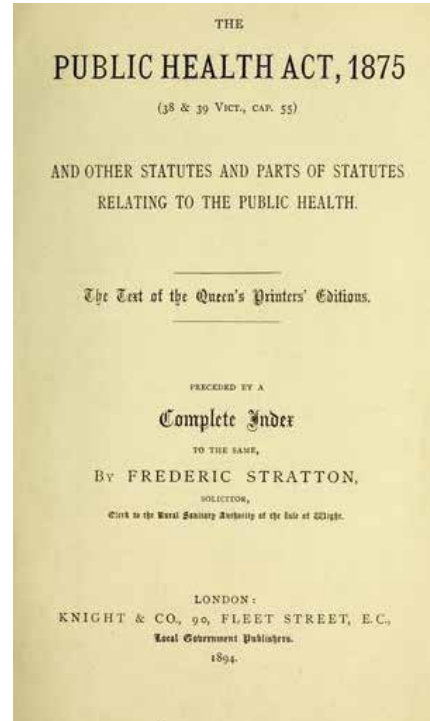 THE
PUBLIC HEALTH ACT, 1875
(38 & 39 VICT., CAP. 55)
AND OTHER STATUTES AND PARTS OF STATUTES
RELATING TO THE PUBLIC HEALTH.
The Text of the Queen's Printers' Editions.
PRECEDED BY A
Complete Index
TO THE SAME,
BY FREDERIC STRATTON,
SOLICITOR,
Clerk to the Rural Sanitary Authority of the Isle of Wight.
LONDON:
KNIGHT & CO., 90, FLEET STREET, E.C.,
Local Government Publishers.
1894.